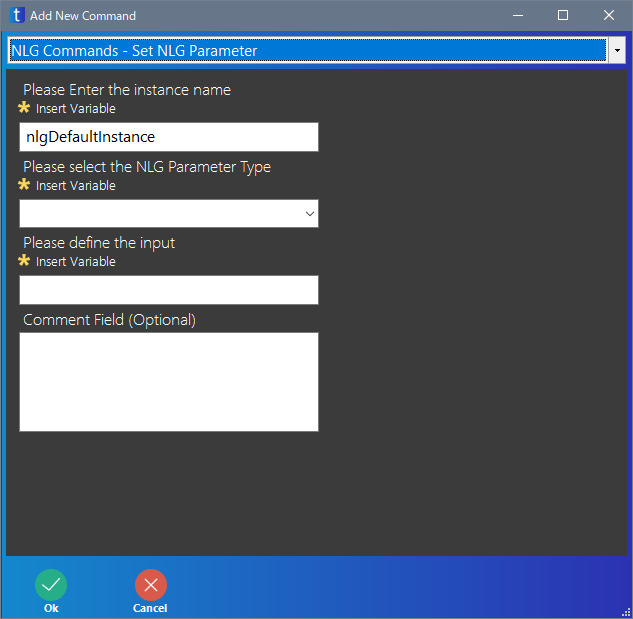 t Add New Command
NLG Commands - Set NLG Parameter
Please Enter the instance name
Insert Variable
nlgDefaultInstance
Please select the NLG Parameter Type
Insert Variable
Please define the input
Insert Variable
Comment Field (Optional)
Ok Cancel